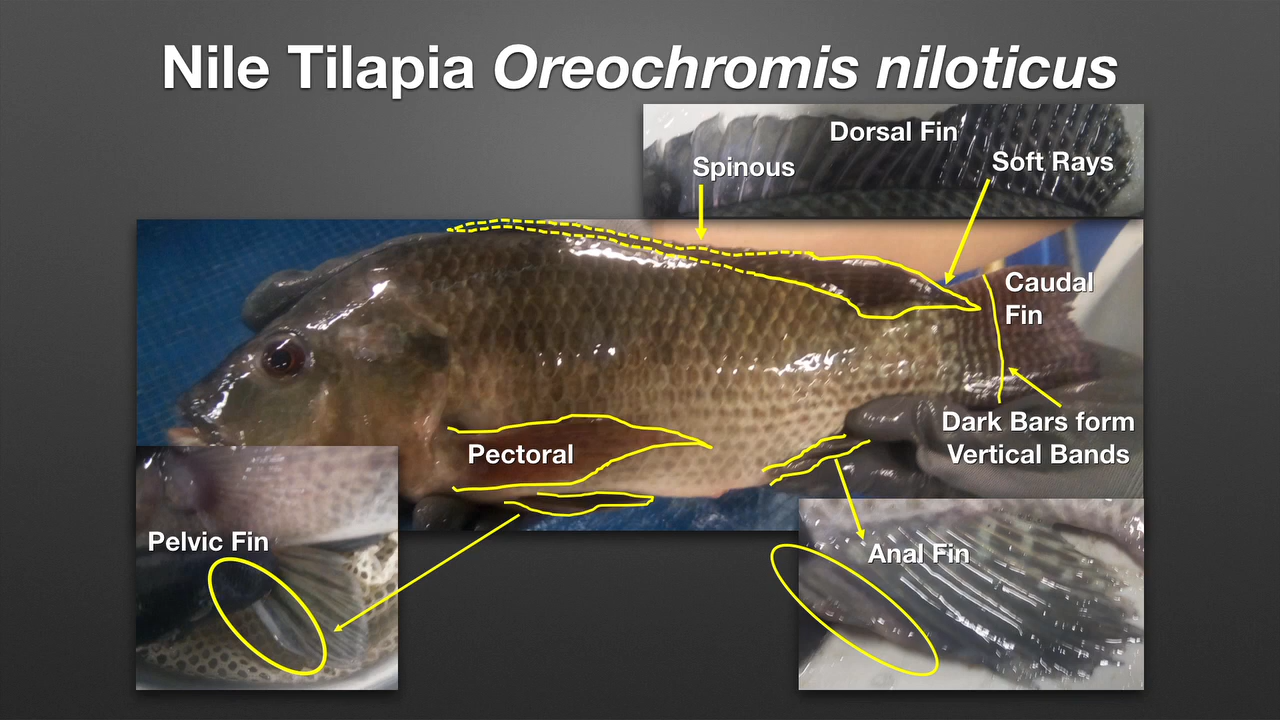 Nile Tilapia Oreochromis niloticus
Dorsal Fin
Spinous
Soft Rays
Caudal
Fin
Dark Bars form
Vertical Bands
Pectoral
Pelvic Fin
Anal Fin